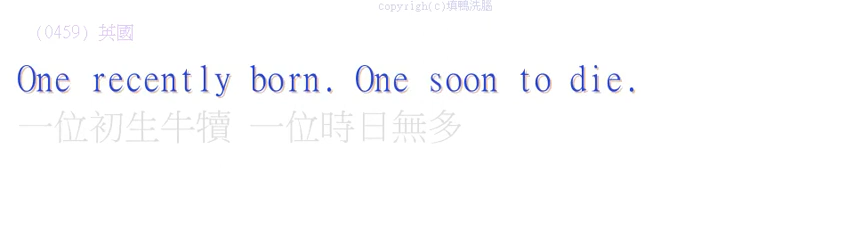 copyrigh(c)填鴨洗腦
(0459) 英國
One recently born. One soon to die.
一位初生牛犢 一位時日無多